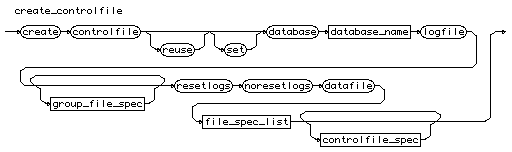 create_controlfile
create controlfile reuse set database database_name logfile
group_file_spec resetlogs noresetlogs datafile
file_spec_list controlfile_spec